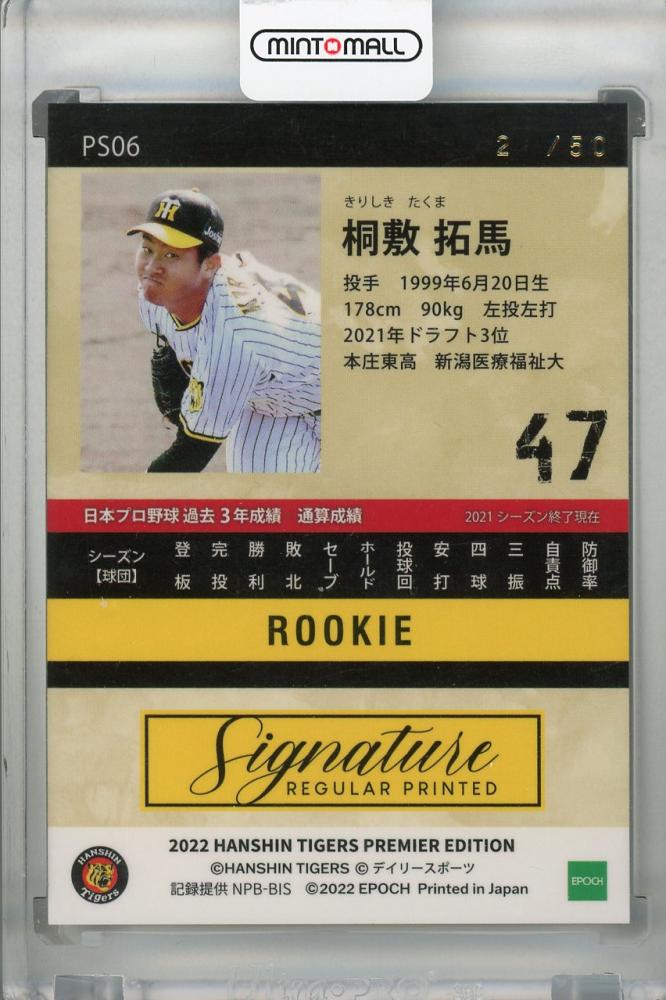 MINTOMALL
PS06
/50
きりしき たくま
桐敷 拓馬
投手 1999年6月20日生
178cm 90kg 左投左打
2021年ドラフト3位
本庄東高 新潟医療福祉大
47
日本プロ野球 過去3年成績 通算成績 2021 シーズン終了現在
シーズン【球団】 登板 完投 勝利 敗北 セーブ ホールド 投球回 安打 四球 三振 自責点 防御率
ROOKIE
Signature
REGULAR PRINTED
2022 HANSHIN TIGERS PREMIER EDITION
©HANSHIN TIGERS © デイリースポーツ
記録提供 NPB-BIS ©2022 EPOCH Printed in Japan
HANSHIN Tigers
EPOCH